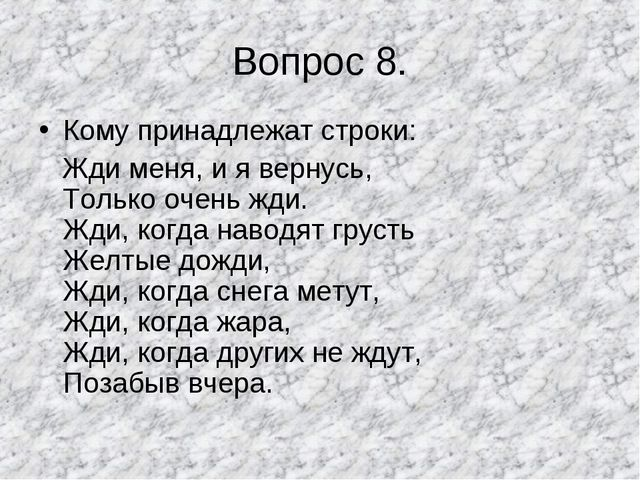 Вопрос 8.
• Кому принадлежат строки:
Жди меня, и я вернусь,
Только очень жди.
Жди, когда наводят грусть
Желтые дожди,
Жди, когда снега метут,
Жди, когда жара,
Жди, когда других не ждут,
Позабыв вчера.